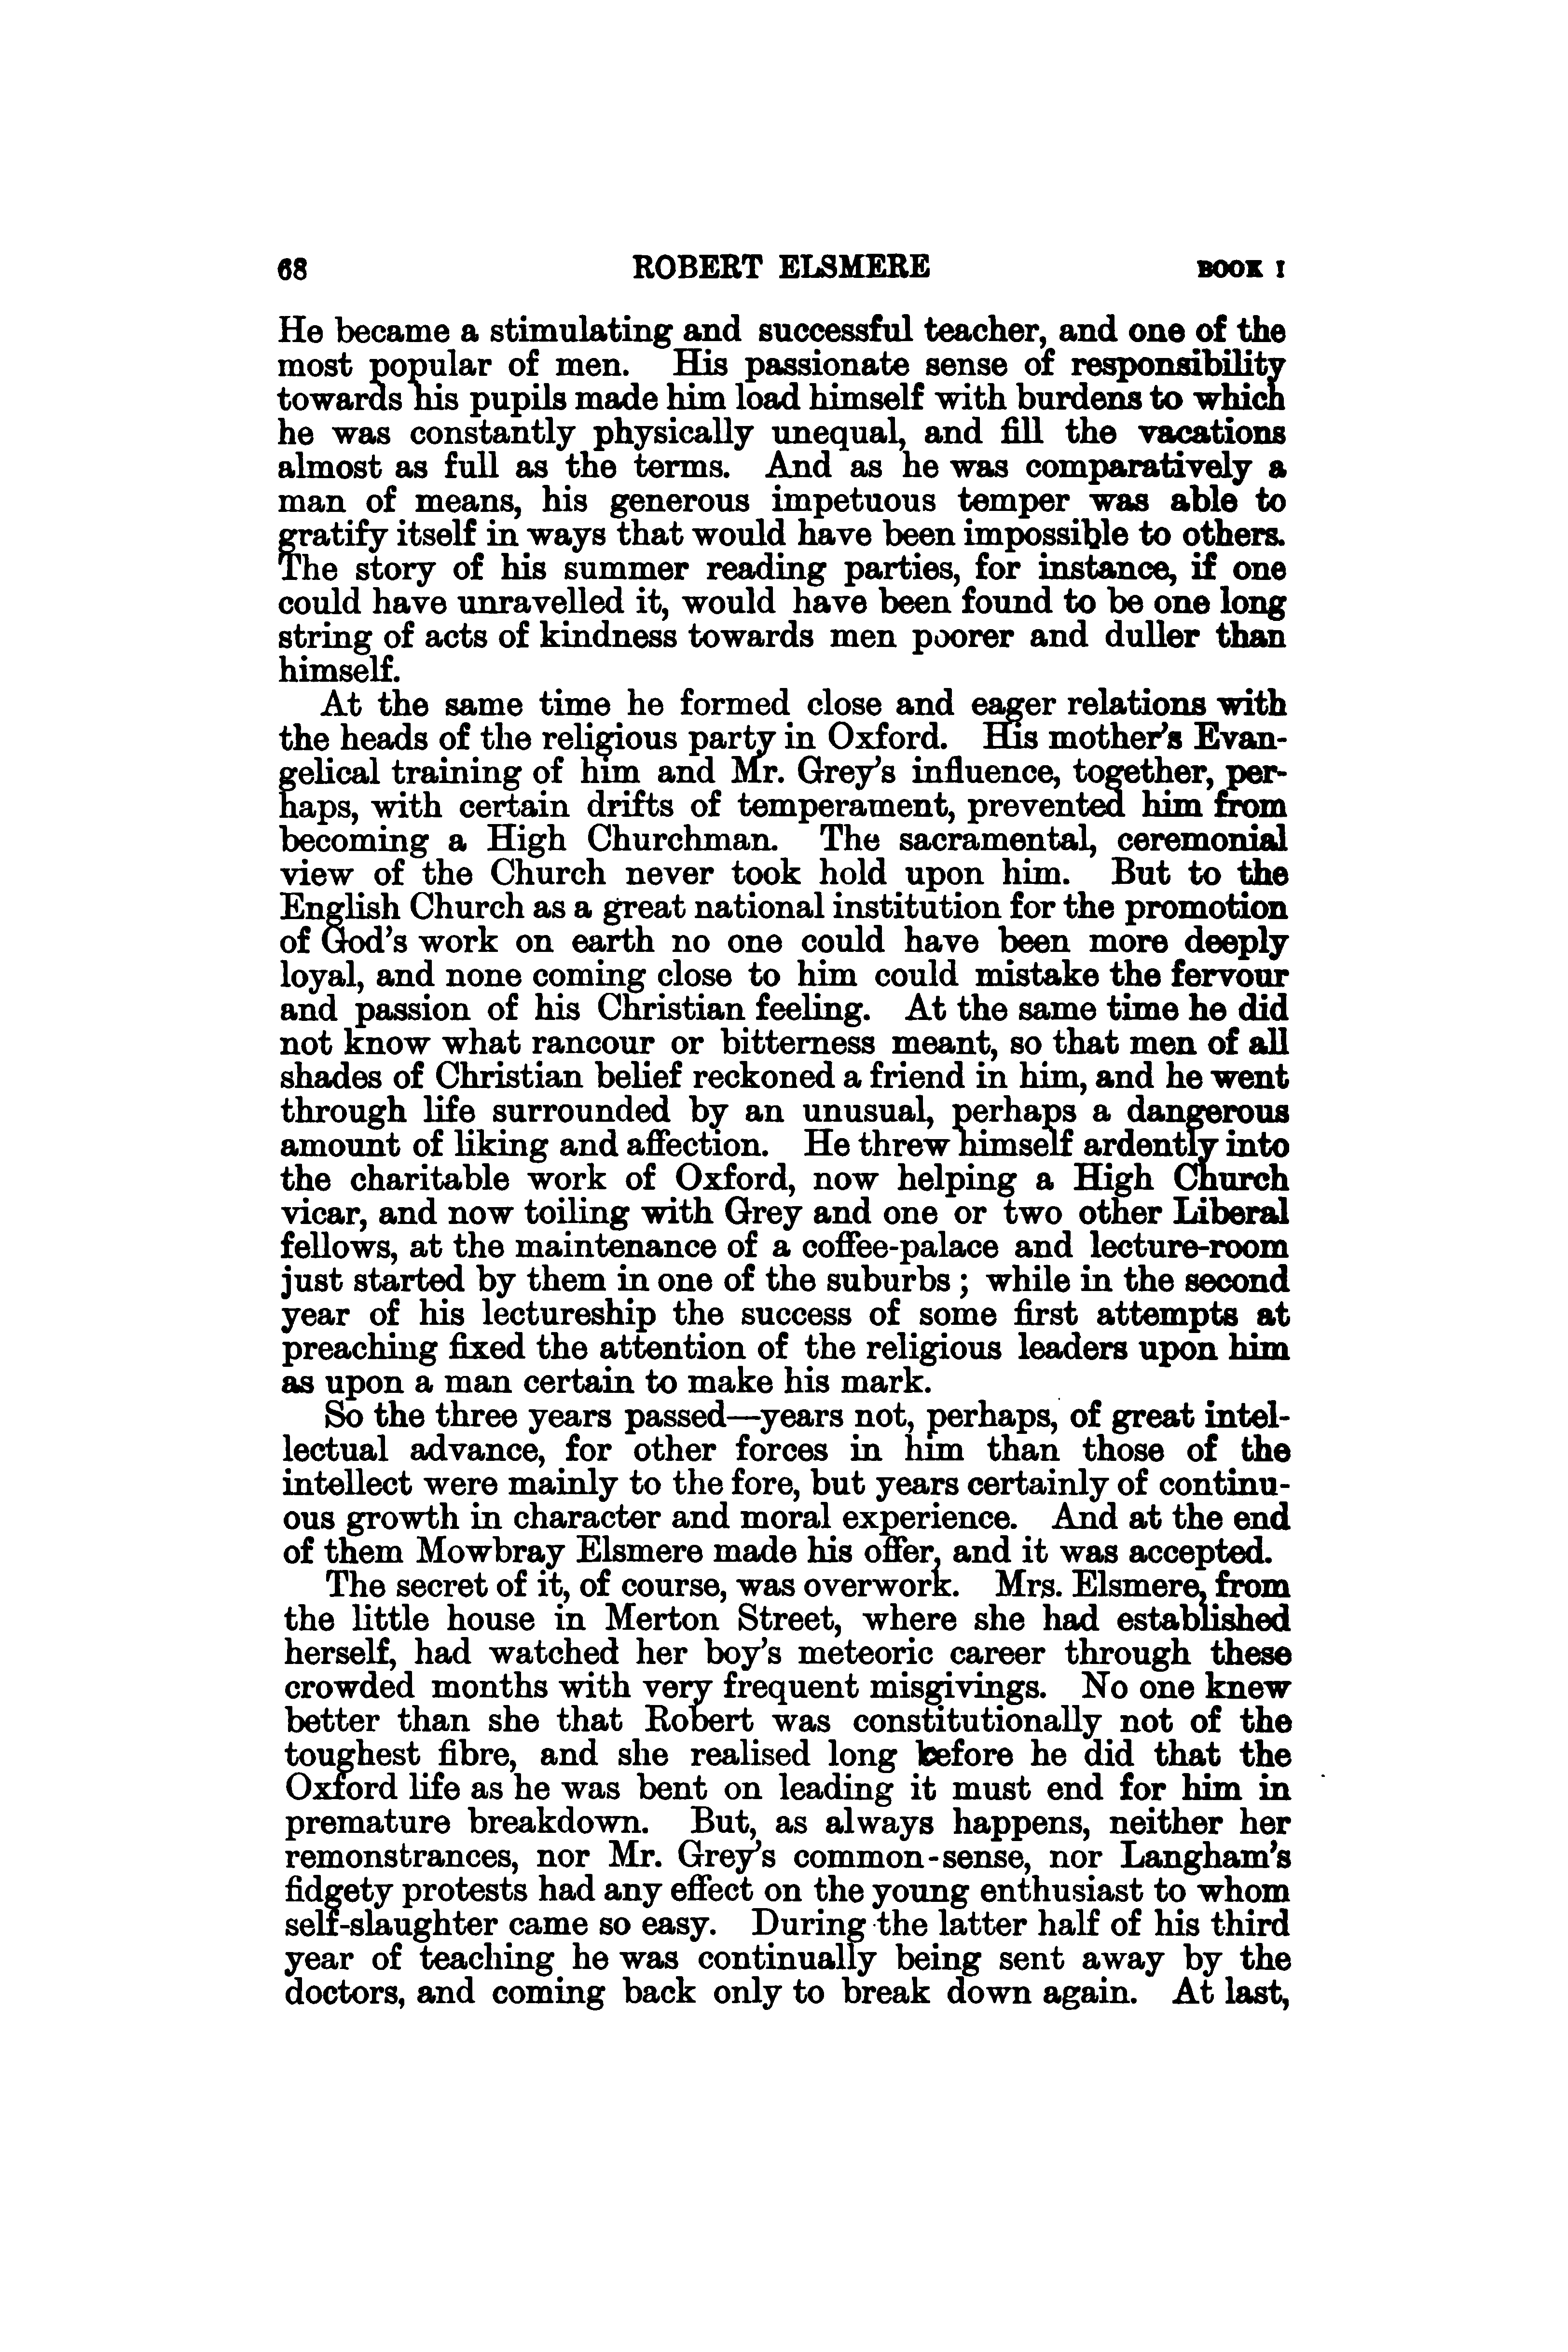 68 ROBERT ELSMERE BOOK I
He became a stimulating and successful teacher, and one of the
most popular of men. His passionate sense of responsibility
towards his pupils made him load himself with burdens to which
he was constantly physically unequal, and fill the vacations
almost as full as the terms. And as he was comparatively a
man of means, his generous impetuous temper was able to
gratify itself in ways that would have been impossible to others.
The story of his summer reading parties, for instance, if one
could have unravelled it, would have been found to be one long
string of acts of kindness towards men poorer and duller than
himself.
At the same time he formed close and eager relations with
the heads of the religious party in Oxford. His mother's Evan-
gelical training of him and Mr. Grey's influence, together, per-
haps, with certain drifts of temperament, prevented him from
becoming a High Churchman. The sacramental, ceremonial
view of the Church never took hold upon him. But to the
English Church as a great national institution for the promotion
of God's work on earth no one could have been more deeply
loyal, and none coming close to him could mistake the fervour
and passion of his Christian feeling. At the same time he did
not know what rancour or bitterness meant, so that men of all
shades of Christian belief reckoned a friend in him, and he went
through life surrounded by an unusual, perhaps a dangerous
amount of liking and affection. He threw himself ardently into
the charitable work of Oxford, now helping a High Church
vicar, and now toiling with Grey and one or two other Liberal
fellows, at the maintenance of a coffee-palace and lecture-room
just started by them in one of the suburbs; while in the second
year of his lectureship the success of some first attempts at
preaching fixed the attention of the religious leaders upon him
as upon a man certain to make his mark.
So the three years passed—years not, perhaps, of great intel-
lectual advance, for other forces in him than those of the
intellect were mainly to the fore, but years certainly of continu-
ous growth in character and moral experience. And at the end
of them Mowbray Elsmere made his offer, and it was accepted.
The secret of it, of course, was overwork. Mrs. Elsmere, from
the little house in Merton Street, where she had established
herself, had watched her boy's meteoric career through these
crowded months with very frequent misgivings. No one knew
better than she that Robert was constitutionally not of the
toughest fibre, and she realised long before he did that the
Oxford life as he was bent on leading it must end for him in
premature breakdown. But, as always happens, neither her
remonstrances, nor Mr. Grey's common-sense, nor Langham's
fidgety protests had any effect on the young enthusiast to whom
self-slaughter came so easy. During the latter half of his third
year of teaching he was continually being sent away by the
doctors, and coming back only to break down again. At last,